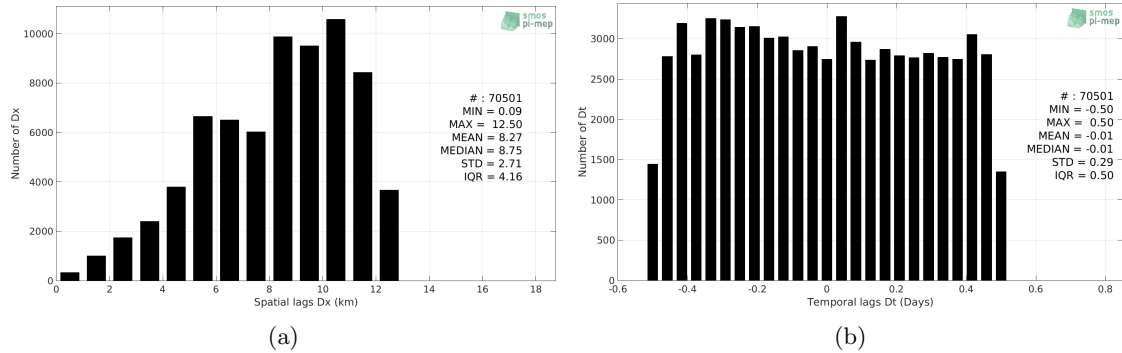 smos
pi-mep
10000
8000
6000
4000
2000
0
Number of Dx
# : 70501
MIN = 0.09
MAX = 12.50
MEAN = 8.27
MEDIAN = 8.75
STD = 2.71
IQR = 4.16
0 2 4 6 8 10 12 14 16 18
Spatial lags Dx (km)
(a)
smos
pi-mep
3000
2500
2000
1500
1000
500
0
Number of Dt
# : 70501
MIN = -0.50
MAX = 0.50
MEAN = -0.01
MEDIAN = -0.01
STD = 0.29
IQR = 0.50
-0.6 -0.4 -0.2 0 0.2 0.4 0.6 0.8
Temporal lags Dt (Days)
(b)